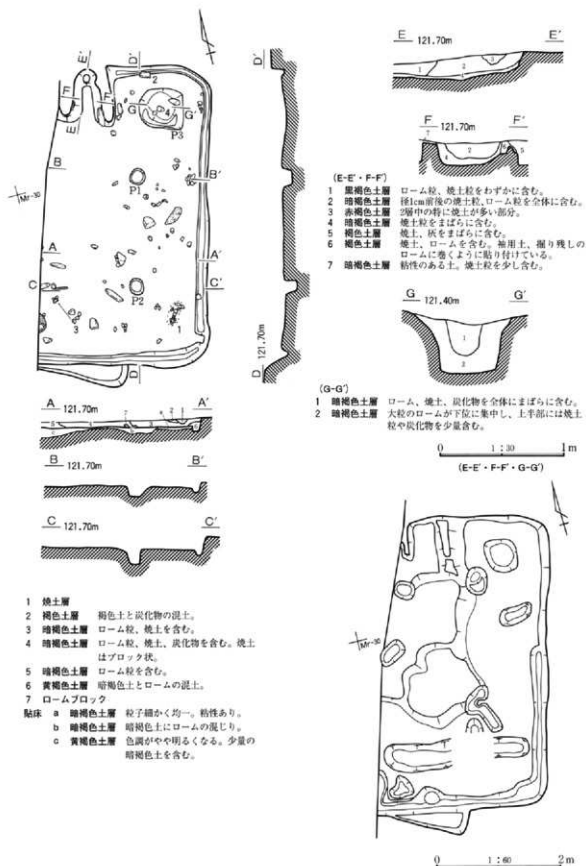 E'
D'
F F'
E
2
G G'
P4
P3
B
P1
B'
Mr-30
A
A'
C
C'
P2
3
1
D
D'
D 121.70m
E 121.70m E'
1 2 3
F 121.70m F'
7
2
4 6 5
(E-E'・F-F')
1 黒褐色土層 ローム粒、焼土粒をわずかに含む。
2 暗褐色土層 径1cm前後の焼土粒、ローム粒を全体に含む。
3 赤褐色土層 2層中の特に焼土が多い部分。
4 暗褐色土層 焼土粒をまばらに含む。
5 褐色土層 焼土、灰をまばらに含む。
6 褐色土層 焼土、ロームを含む。袖用土、掘り残しの
ロームに巻くように貼り付けている。
7 暗褐色土層 粘性のある土。焼土粒を少し含む。
G 121.40m G'
1
2
(G-G')
1 暗褐色土層 ローム、焼土、炭化物を全体にまばらに含む。
2 暗褐色土層 大粒のロームが下位に集中し、上半部には焼土
粒や炭化物を少量含む。
0 1:30 1m
(E-E'・F-F'・G-G')
A 121.70m A'
B 121.70m B'
C 121.70m C'
1 焼土層
2 褐色土層 褐色土と炭化物の混土。
3 暗褐色土層 ローム粒、焼土を含む。
4 暗褐色土層 ローム粒、焼土、炭化物を含む。焼土
はブロック状。
5 暗褐色土層 ローム粒を含む。
6 黄褐色土層 暗褐色土とロームの混土。
7 ロームブロック
貼床 a 暗褐色土層 粒子細かく均一。粘性あり。
b 暗褐色土層 暗褐色土にロームの混じり。
c 黄褐色土層 色調がやや明るくなる。少量の
暗褐色土を含む。
Mr-30
0 1:60 2m